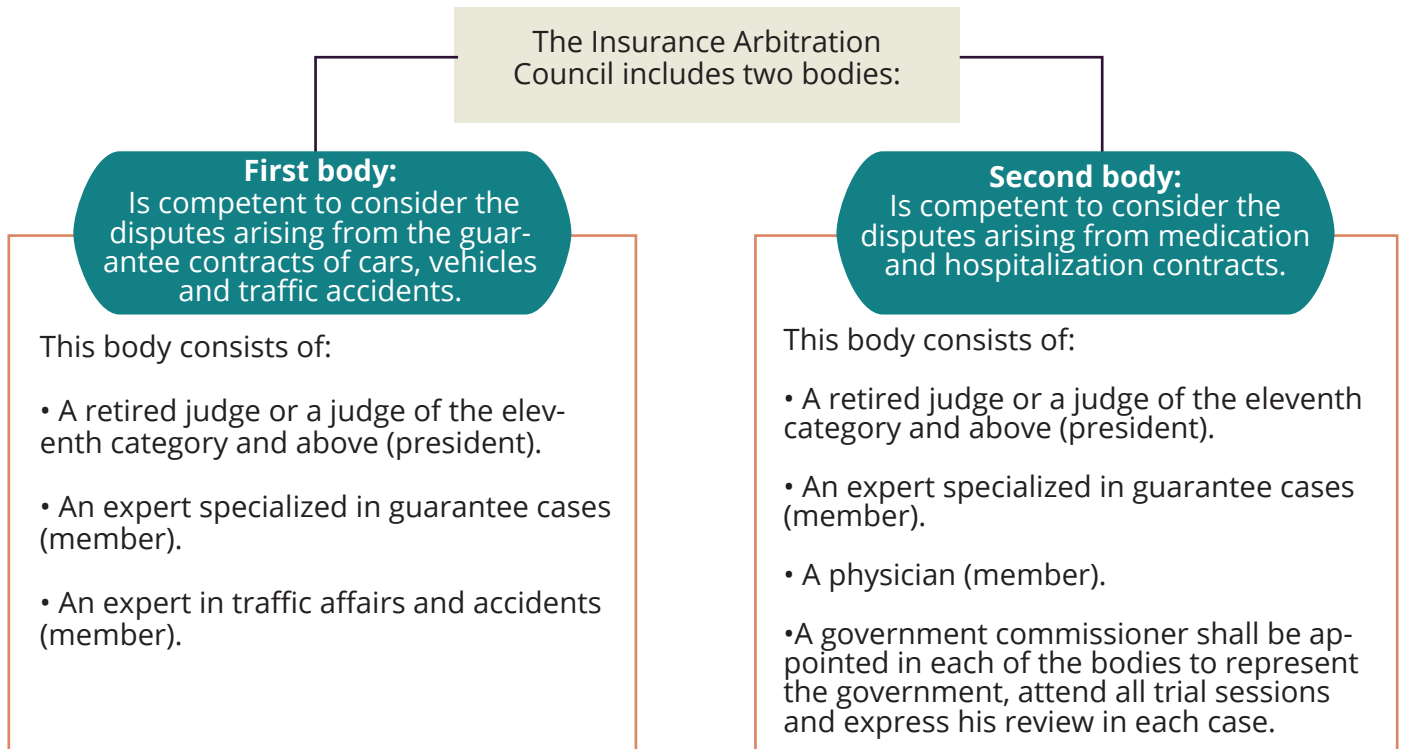 The Insurance Arbitration
Council includes two bodies:
First body:
Is competent to consider the
disputes arising from the guar-
antee contracts of cars, vehicles
and traffic accidents.
This body consists of:
• A retired judge or a judge of the elev-
enth category and above (president).
• An expert specialized in guarantee cases
(member).
• An expert in traffic affairs and accidents
(member).
Second body:
Is competent to consider the
disputes arising from medication
and hospitalization contracts.
This body consists of:
• A retired judge or a judge of the eleventh
category and above (president).
• An expert specialized in guarantee cases
(member).
• A physician (member).
•A government commissioner shall be ap-
pointed in each of the bodies to represent
the government, attend all trial sessions
and express his review in each case.